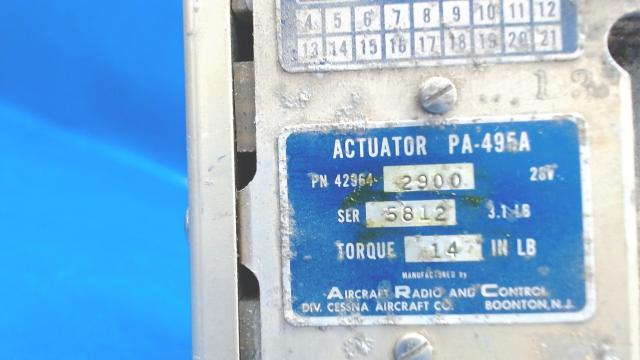 4 5 6 7 8 9 10 11 12
13 14 15 16 17 18 19 20 21
ACTUATOR PA-495A
PN 42964- 2900 28V
SER 5812 3.1 LB
TORQUE 14 IN LB
MANUFACTURED by
AIRCRAFT RADIO AND CONTROL
DIV. CESSNA AIRCRAFT CO. BOONTON, N.J.